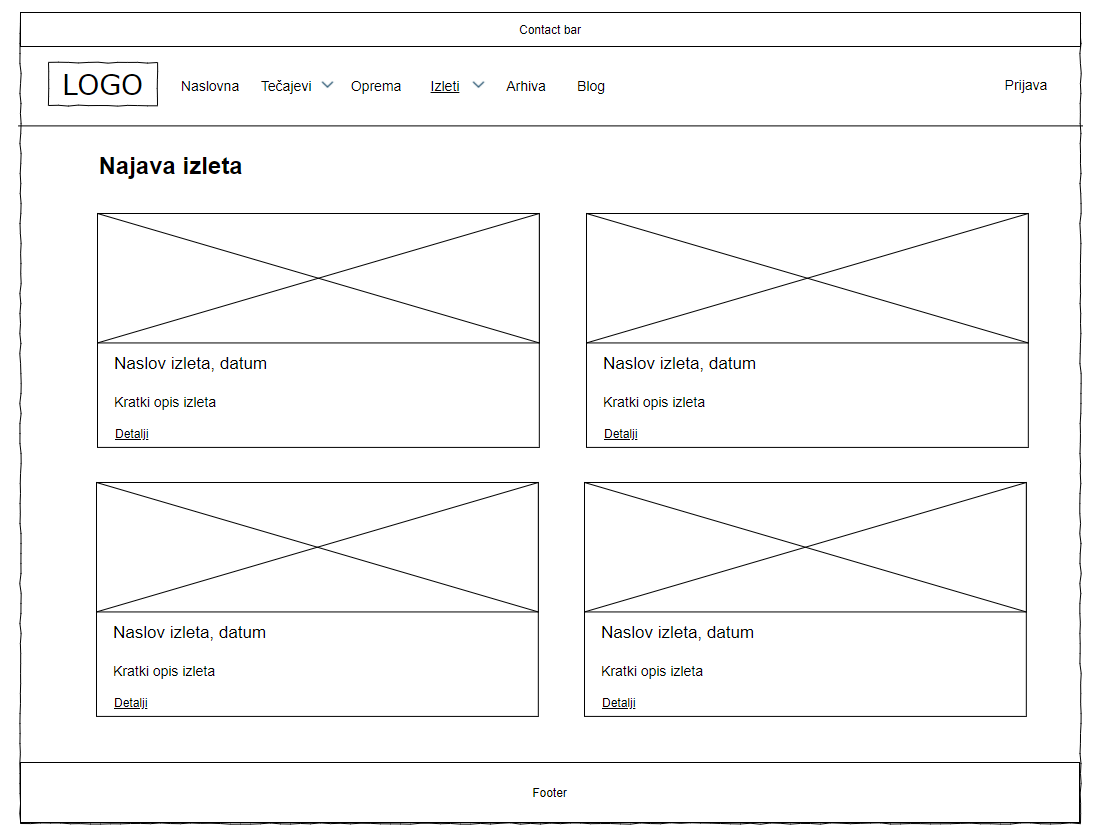 Contact bar
LOGO Naslovna Tečajevi Oprema Izleti Arhiva Blog Prijava
Najava izleta
Naslov izleta, datum
Kratki opis izleta
Detalji
Naslov izleta, datum
Kratki opis izleta
Detalji
Naslov izleta, datum
Kratki opis izleta
Detalji
Naslov izleta, datum
Kratki opis izleta
Detalji
Footer